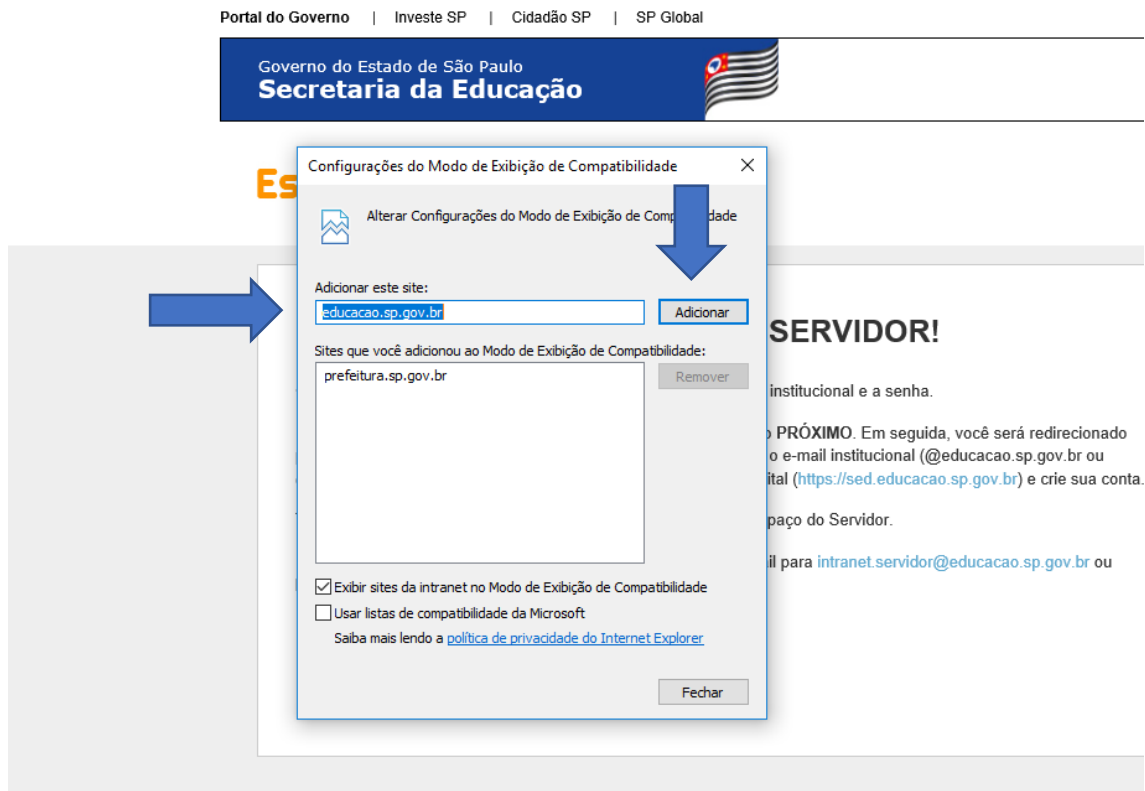 Portal do Governo | Investe SP | Cidadão SP | SP Global
Governo do Estado de São Paulo
Secretaria da Educação
Es
Configurações do Modo de Exibição de Compatibilidade
Alterar Configurações do Modo de Exibição de Comp dade
Adicionar este site:
educacao.sp.gov.br
Adicionar
Sites que você adicionou ao Modo de Exibição de Compatibilidade:
prefeitura.sp.gov.br
Remover
Exibir sites da intranet no Modo de Exibição de Compatibilidade
Usar listas de compatibilidade da Microsoft
Saiba mais lendo a política de privacidade do Internet Explorer
Fechar
SERVIDOR!
institucional e a senha.
PRÓXIMO. Em seguida, você será redirecionado
o e-mail institucional (@educacao.sp.gov.br ou
ital (https://sed.educacao.sp.gov.br) e crie sua conta.
paço do Servidor.
il para intranet.servidor@educacao.sp.gov.br ou